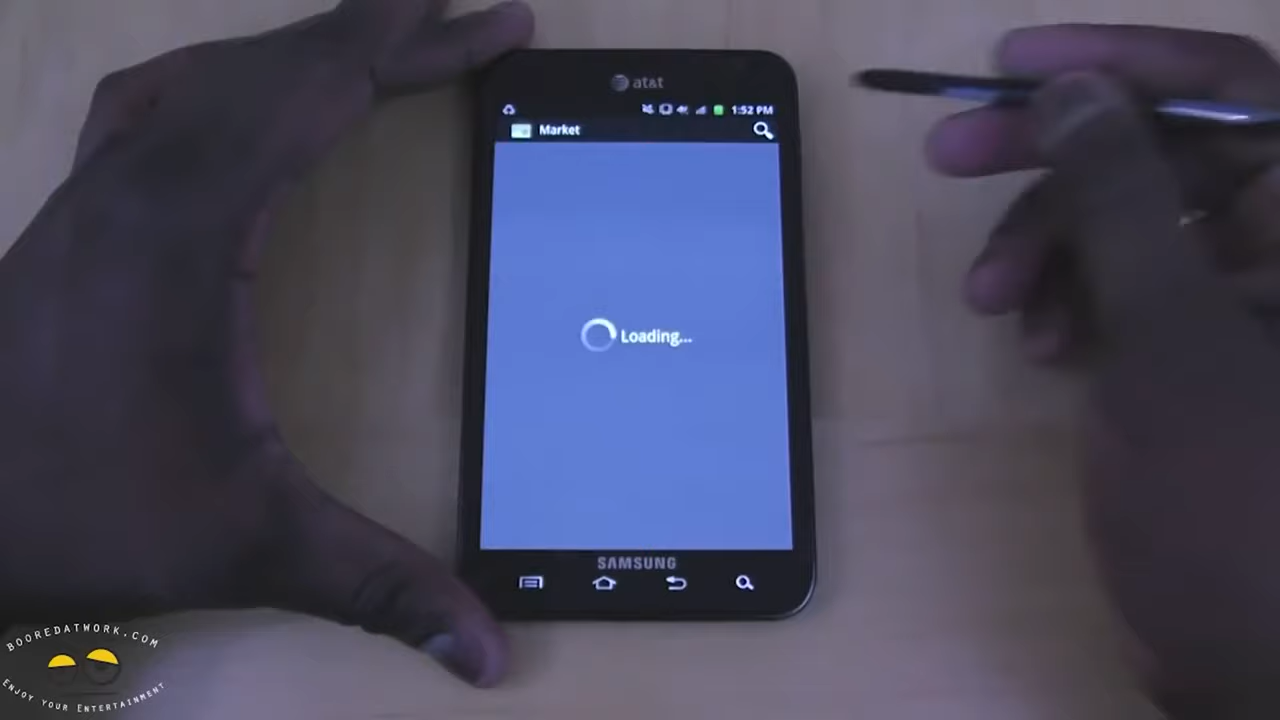 at&t
1:52 PM
Market
Loading...
SAMSUNG
BOOREDATWORK.COM
ENJOY YOUR ENTERTAINMENT